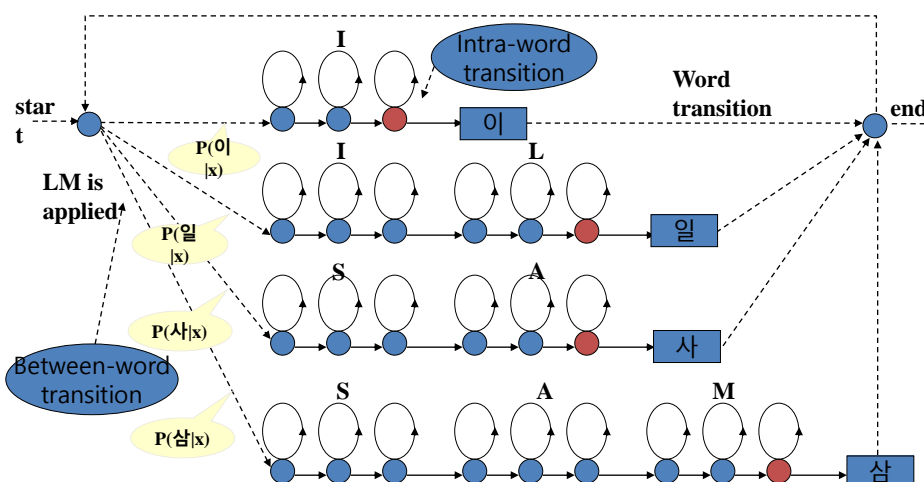 I
Intra-word
transition
Word
transition
star
t
end
이
P(이
|x)
I
L
LM is
applied
일
P(일
|x)
S
A
P(사|x)
사
Between-word
transition
S
A
M
P(삼|x)
삼